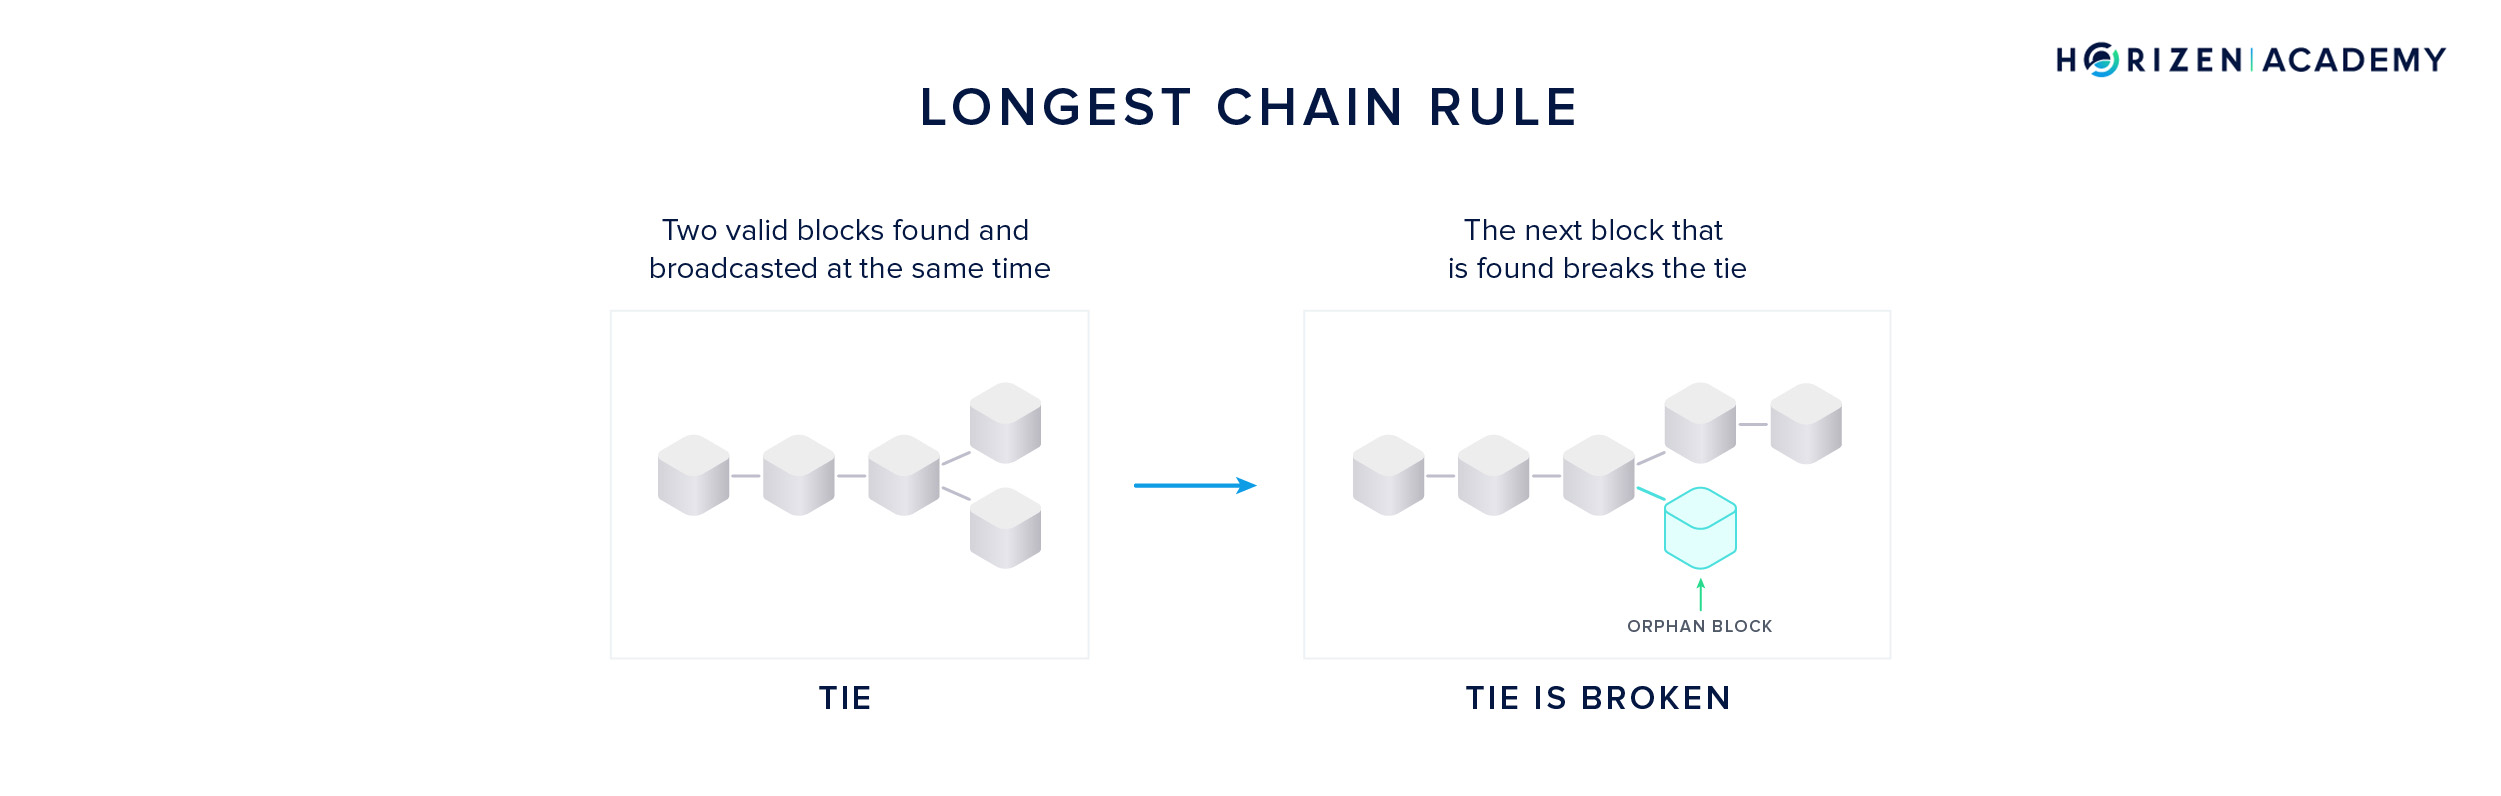 HORIZEN | ACADEMY
LONGEST CHAIN RULE
Two valid blocks found and
broadcasted at the same time
TIE
The next block that
is found breaks the tie
ORPHAN BLOCK
TIE IS BROKEN